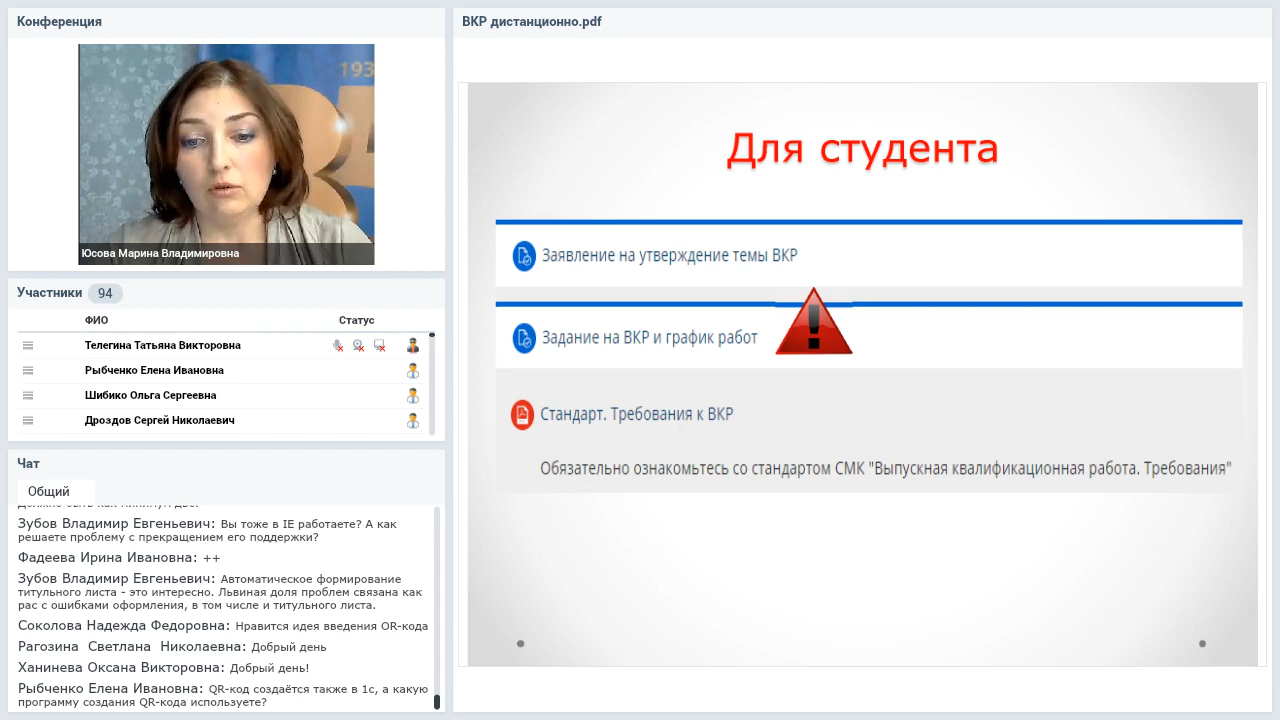 Конференция
193
Юсова Марина Владимировна
Участники 94
ФИО Статус
Телегина Татьяна Викторовна
Рыбченко Елена Ивановна
Шибико Ольга Сергеевна
Дроздов Сергей Николаевич
Чат
Общий
Зубов Владимир Евгеньевич: Вы тоже в IE работаете? А как
решаете проблему с прекращением его поддержки?
Фадеева Ирина Ивановна: ++
Зубов Владимир Евгеньевич: Автоматическое формирование
титульного листа - это интересно. Львиная доля проблем связана как
рас с ошибками оформления, в том числе и титульного листа.
Соколова Надежда Федоровна: Нравится идея введения QR-кода
Рагозина Светлана Николаевна: Добрый день
Ханинева Оксана Викторовна: Добрый день!
Рыбченко Елена Ивановна: QR-код создаётся также в 1с, а какую
программу создания QR-кода используете?
ВКР дистанционно.pdf
Для студента
Заявление на утверждение темы ВКР
Задание на ВКР и график работ
Стандарт. Требования к ВКР
Обязательно ознакомьтесь со стандартом СМК "Выпускная квалификационная работа. Требования"